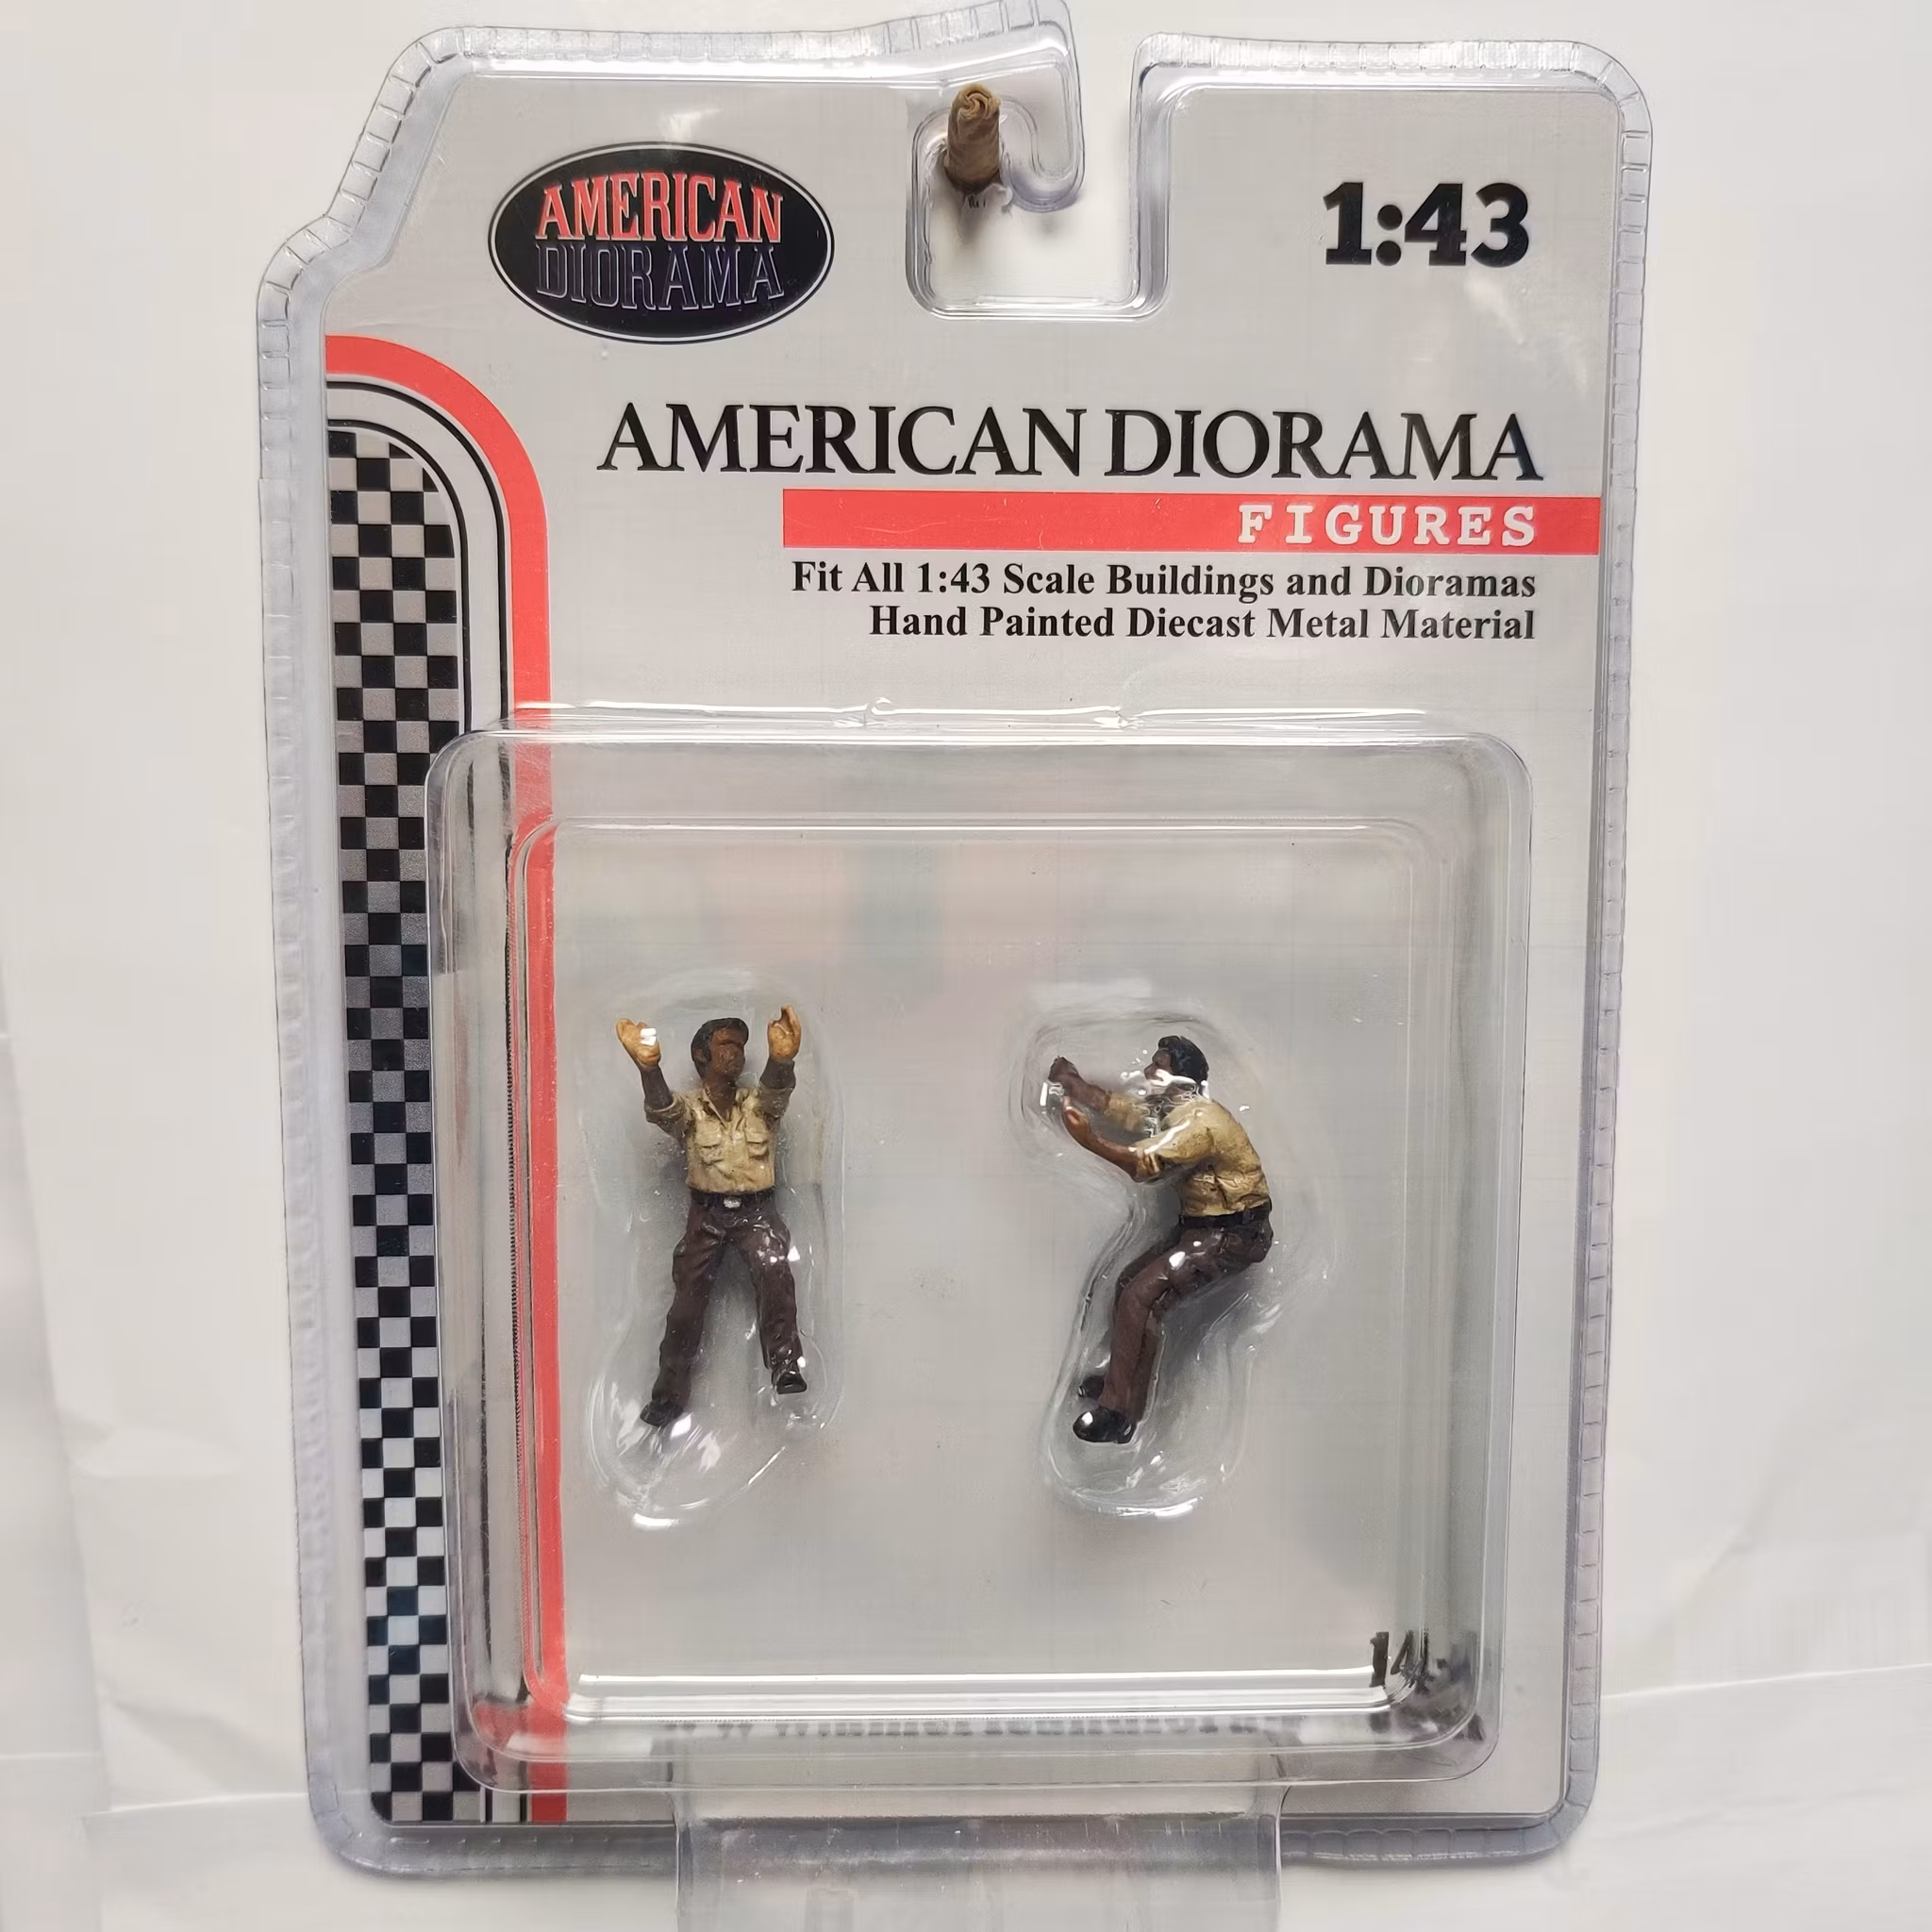 AMERICAN
DIORAMA
1:43
AMERICAN DIORAMA
FIGURES
Fit All 1:43 Scale Buildings and Dioramas
Hand Painted Diecast Metal Material